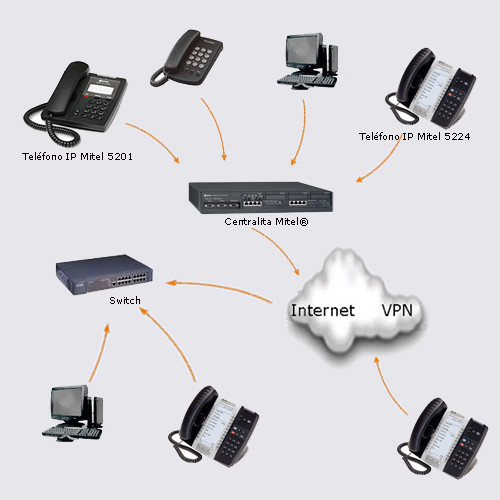 Teléfono IP Mitel 5201
Teléfono IP Mitel 5224
Centralita Mitel®
Switch
Internet VPN